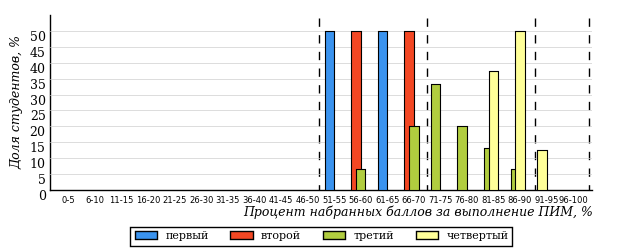 Доля студентов, %
50
45
40
35
30
25
20
15
10
5
0
0-5 6-10 11-15 16-20 21-25 26-30 31-35 36-40 41-45 46-50 51-55 56-60 61-65 66-70 71-75 76-80 81-85 86-90 91-95 96-100
Процент набранных баллов за выполнение ПИМ, %
первый второй третий четвертый